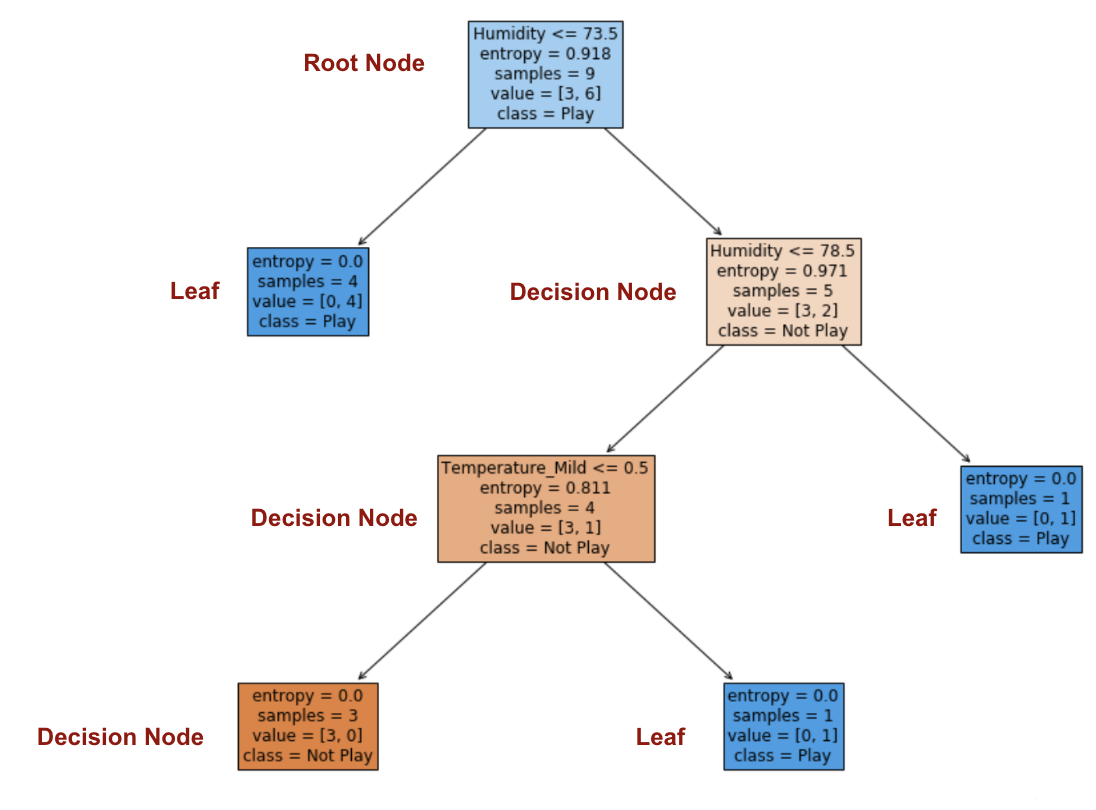 Root Node
Humidity <= 73.5
entropy = 0.918
samples = 9
value = [3, 6]
class = Play
Leaf
entropy = 0.0
samples = 4
value = [0, 4]
class = Play
Decision Node
Humidity <= 78.5
entropy = 0.971
samples = 5
value = [3, 2]
class = Not Play
Decision Node
Temperature_Mild <= 0.5
entropy = 0.811
samples = 4
value = [3, 1]
class = Not Play
Leaf
entropy = 0.0
samples = 1
value = [0, 1]
class = Play
Decision Node
entropy = 0.0
samples = 3
value = [3, 0]
class = Not Play
Leaf
entropy = 0.0
samples = 1
value = [0, 1]
class = Play